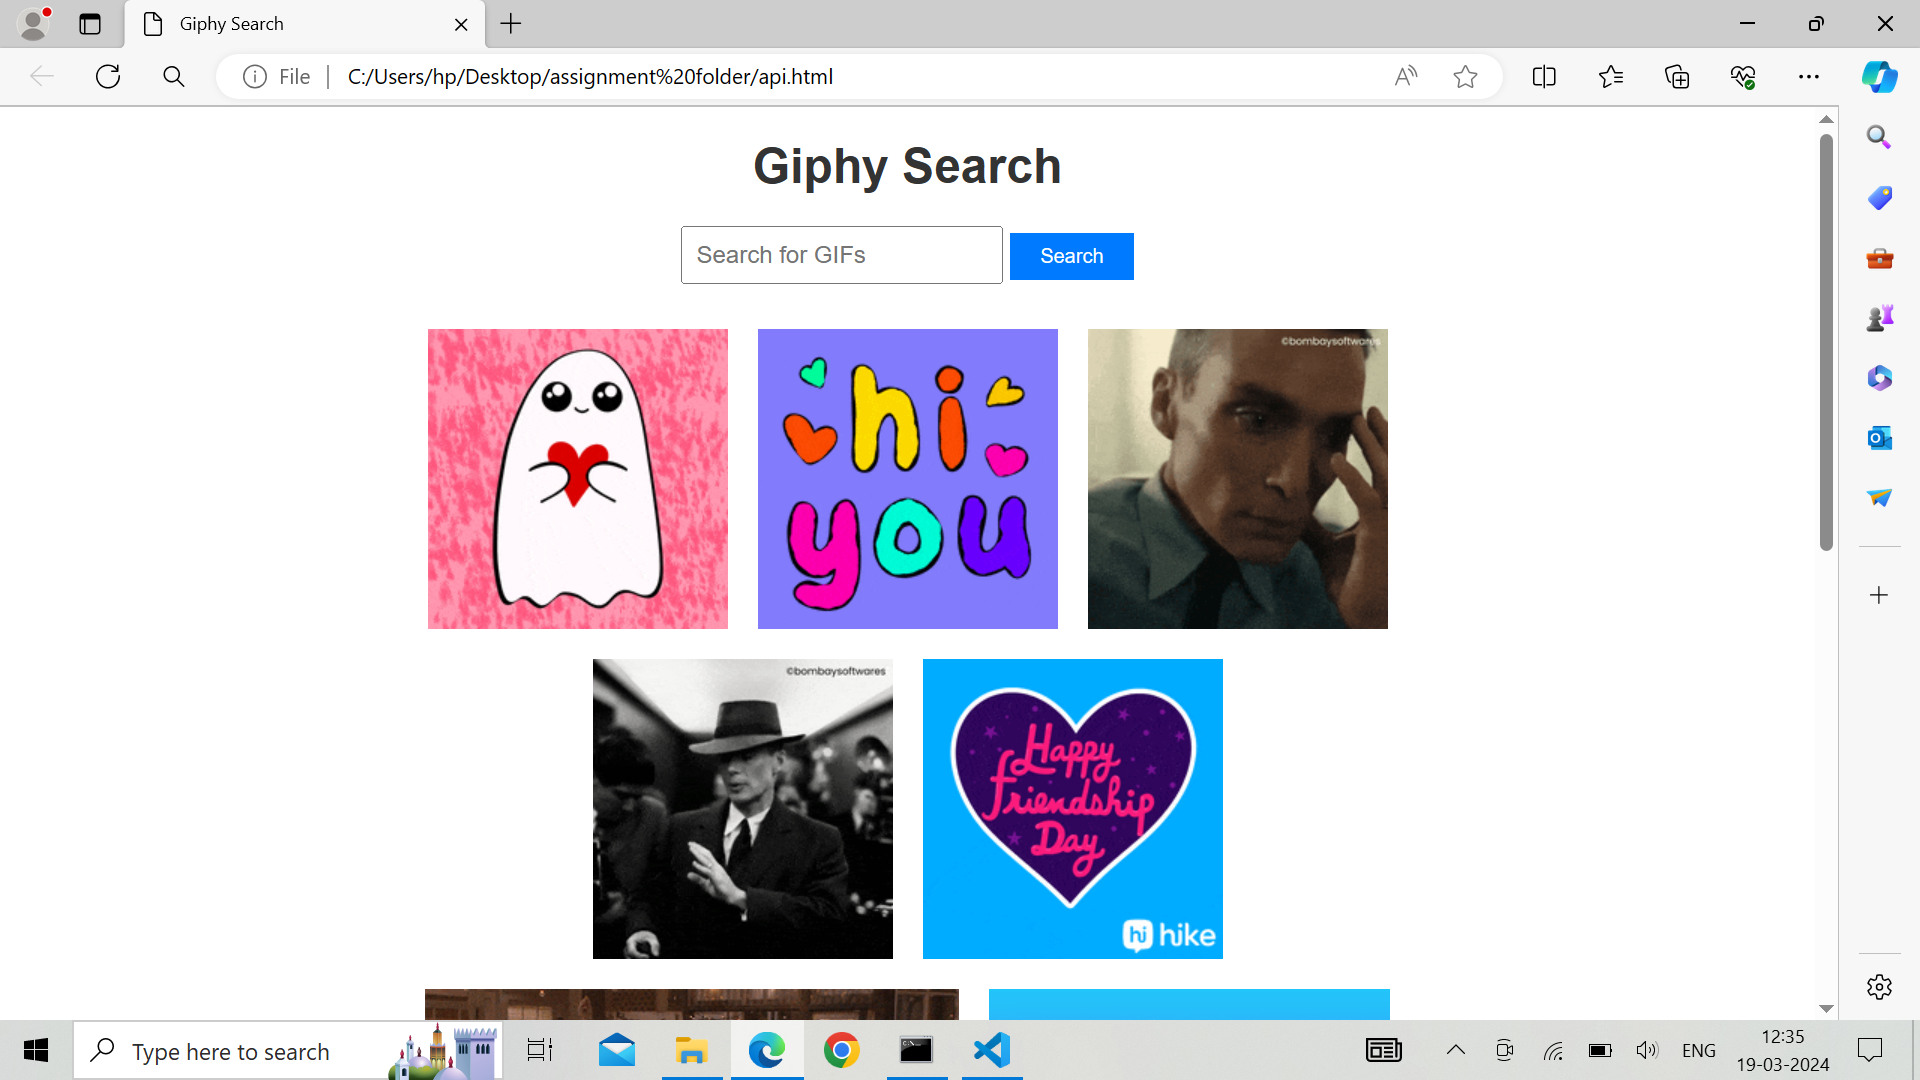 Giphy Search
File
C:/Users/hp/Desktop/assignment%20folder/api.html
Giphy Search
Search for GIFs
Search
hi
you
©bombaysoftwares
©bombaysoftwares
Happy
friendship
Day
hi hike
Type here to search
ENG
12:35
19-03-2024